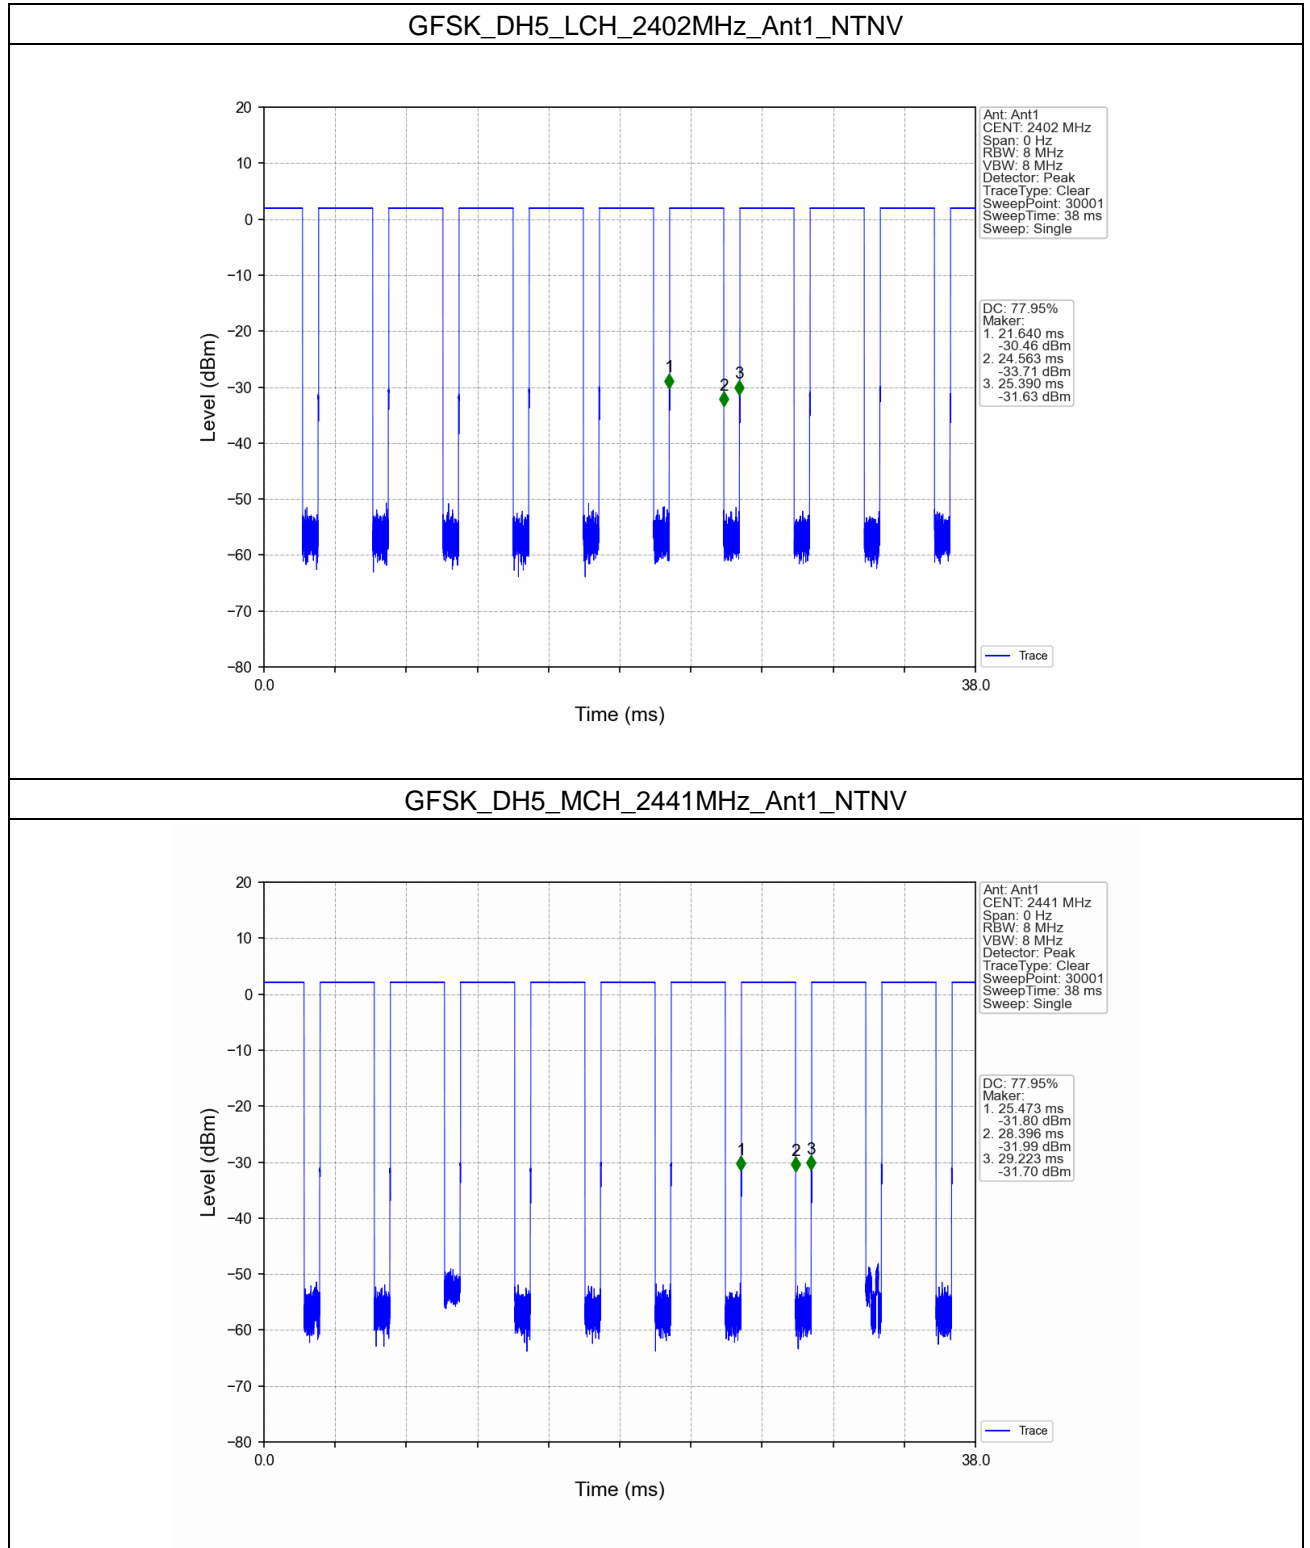 GFSK_DH5_LCH_2402MHz_Ant1_NTNV
20
10
0
−10
−20
−30
−40
−50
−60
−70
−80
Level (dBm)
0.0
38.0
Time (ms)
1
2
3
Ant: Ant1
CENT: 2402 MHz
Span: 0 Hz
RBW: 8 MHz
VBW: 8 MHz
Detector: Peak
TraceType: Clear
SweepPoint: 30001
SweepTime: 38 ms
Sweep: Single
DC: 77.95%
Maker:
1. 21.640 ms
-30.46 dBm
2. 24.563 ms
-33.71 dBm
3. 25.390 ms
-31.63 dBm
Trace
GFSK_DH5_MCH_2441MHz_Ant1_NTNV
20
10
0
−10
−20
−30
−40
−50
−60
−70
−80
Level (dBm)
0.0
38.0
Time (ms)
1
2
3
Ant: Ant1
CENT: 2441 MHz
Span: 0 Hz
RBW: 8 MHz
VBW: 8 MHz
Detector: Peak
TraceType: Clear
SweepPoint: 30001
SweepTime: 38 ms
Sweep: Single
DC: 77.95%
Maker:
1. 25.473 ms
-31.80 dBm
2. 28.396 ms
-31.99 dBm
3. 29.223 ms
-31.70 dBm
Trace